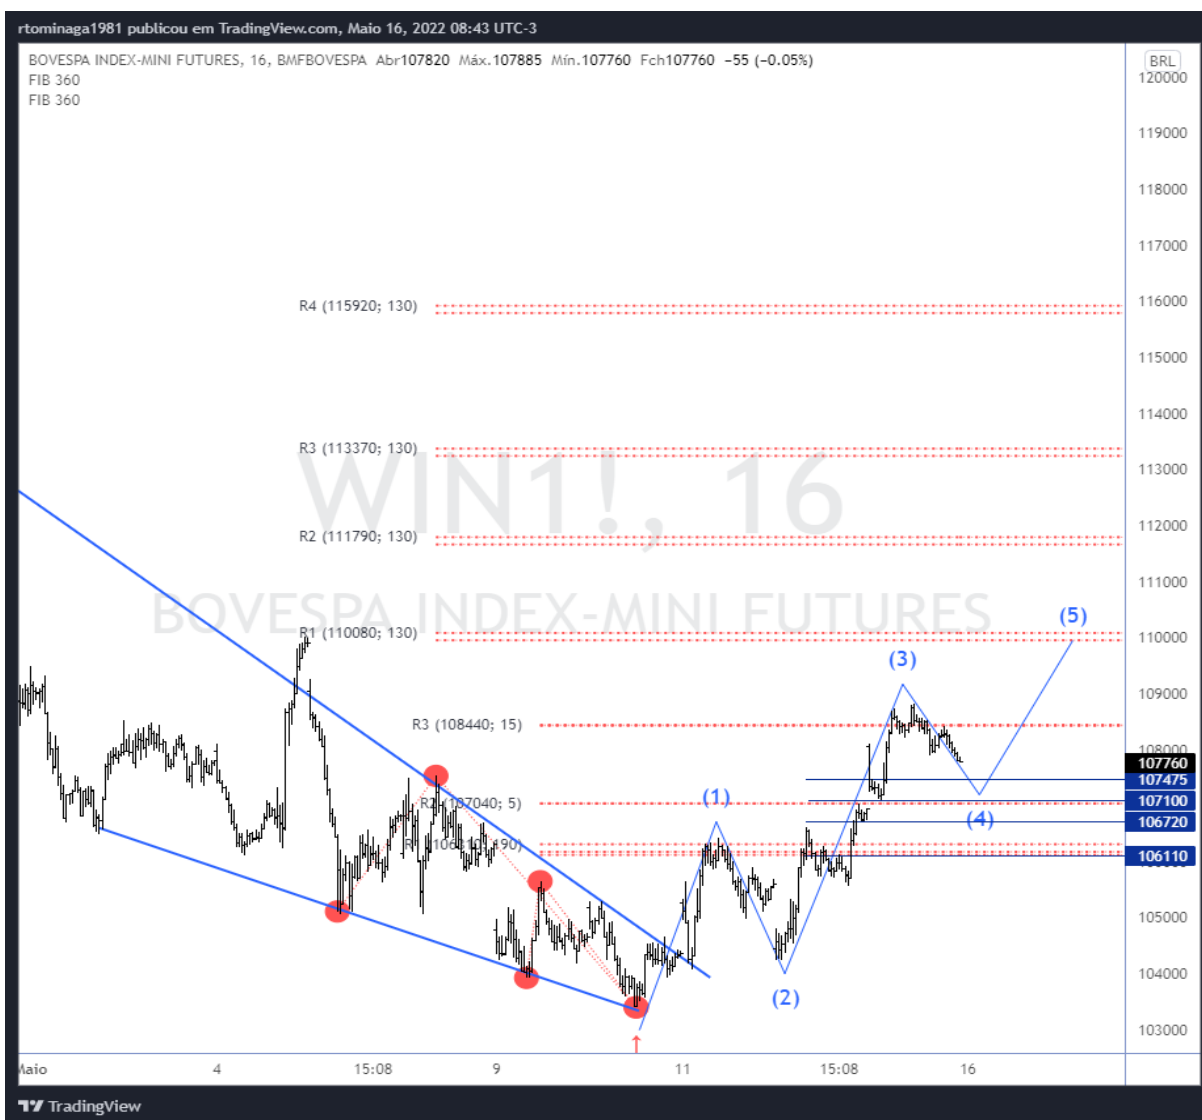 rtominaga1981 publicou em TradingView.com, Maio 16, 2022 08:43 UTC-3
BOVESPA INDEX-MINI FUTURES, 16, BMFBOVESPA Abr107820 Máx.107885 Mín.107760 Fch107760 −55 (−0.05%)
FIB 360
FIB 360
BRL
120000
119000
118000
117000
R4 (115920; 130)
116000
115000
114000
R3 (113370; 130)
113000
WIN1!, 16
R2 (111790; 130)
112000
111000
BOVESPA INDEX-MINI FUTURES
(5)
R1 (110080; 130)
110000
(3)
109000
R3 (108440; 15)
108000
107760
107475
(1)
R2 (107040; 5)
107100
(4)
106720
106110
105000
104000
(2)
103000
Maio
4
15:08
9
11
15:08
16
TradingView